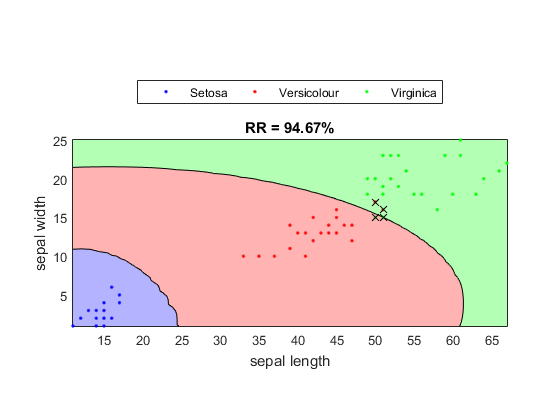 Setosa Versicolour Virginica
RR = 94.67%
25
20
15
10
5
sepal width
15 20 25 30 35 40 45 50 55 60 65
sepal length